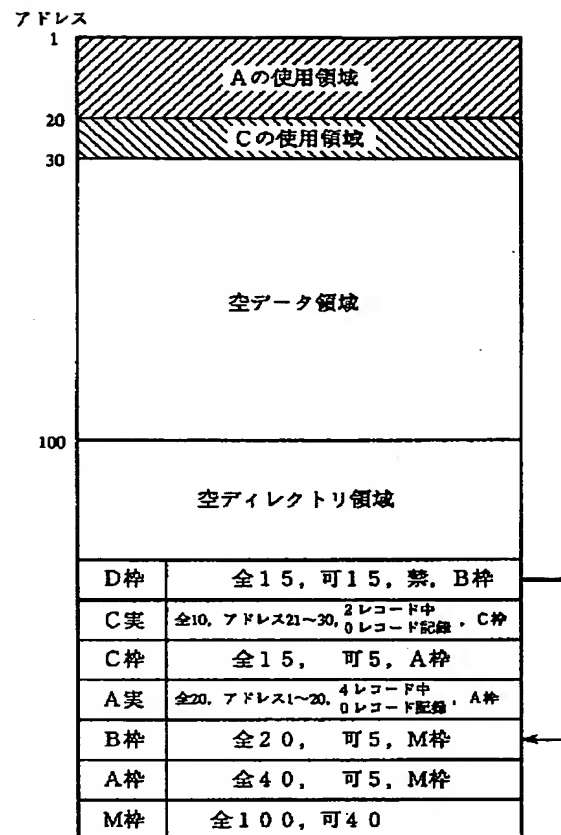 アドレス
1
Aの使用領域
20
Cの使用領域
30
空データ領域
100
空ディレクトリ領域
D枠 全15, 可15, 禁, B枠
C実 全10, アドレス21~30, 2レコード中 0レコード記録, C枠
C枠 全15, 可5, A枠
A実 全20, アドレス1~20, 4レコード中 0レコード記録, A枠
B枠 全20, 可5, M枠
A枠 全40, 可5, M枠
M枠 全100, 可40